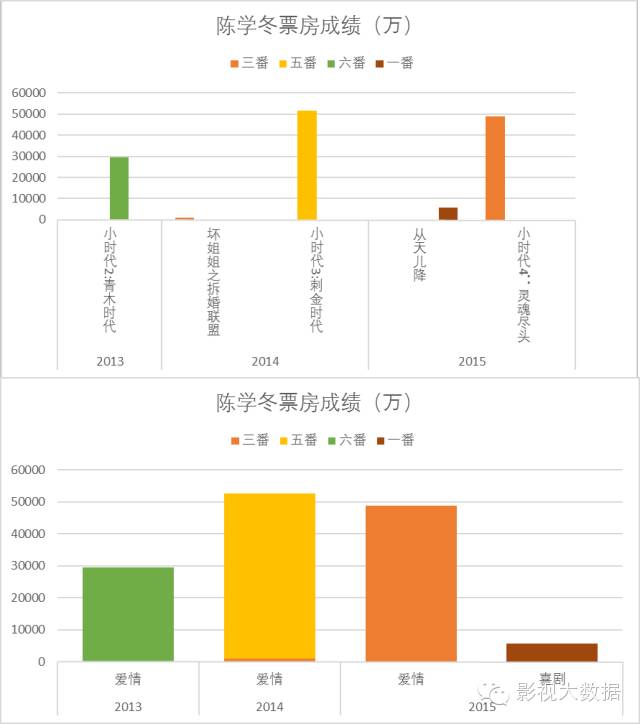 陈学冬票房成绩（万）
三番 五番 六番 一番
60000
50000
40000
30000
20000
10000
0
小时代2:青木时代
坏姐姐之拆婚联盟
小时代3:刺金时代
从天儿降
小时代4：灵魂尽头
2013 2014 2015
陈学冬票房成绩（万）
三番 五番 六番 一番
60000
50000
40000
30000
20000
10000
0
爱情 爱情 爱情 喜剧
2013 2014 2015
影视大数据